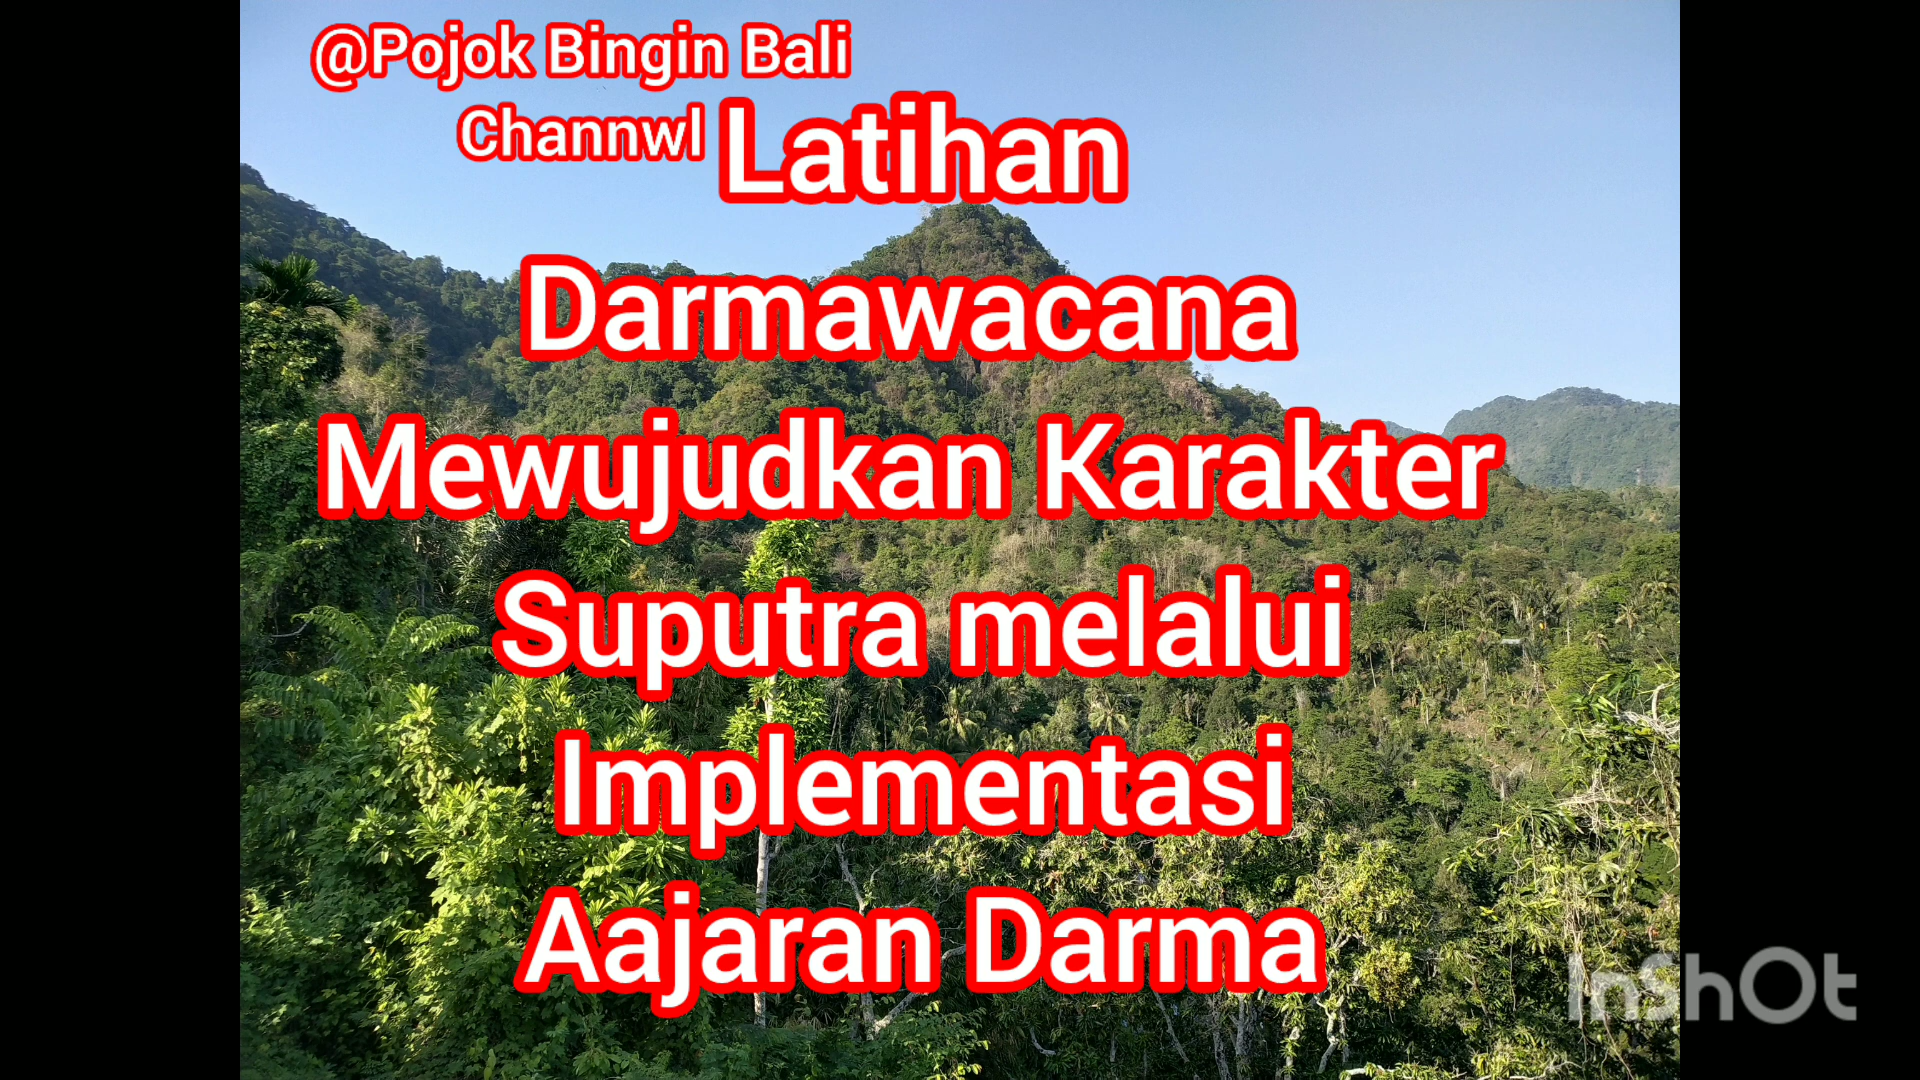 @Pojok Bingin Bali
Channwl
Latihan
Darmawacana
Mewujudkan Karakter
Suputra melalui
Implementasi
Aajaran Darma
InShOt